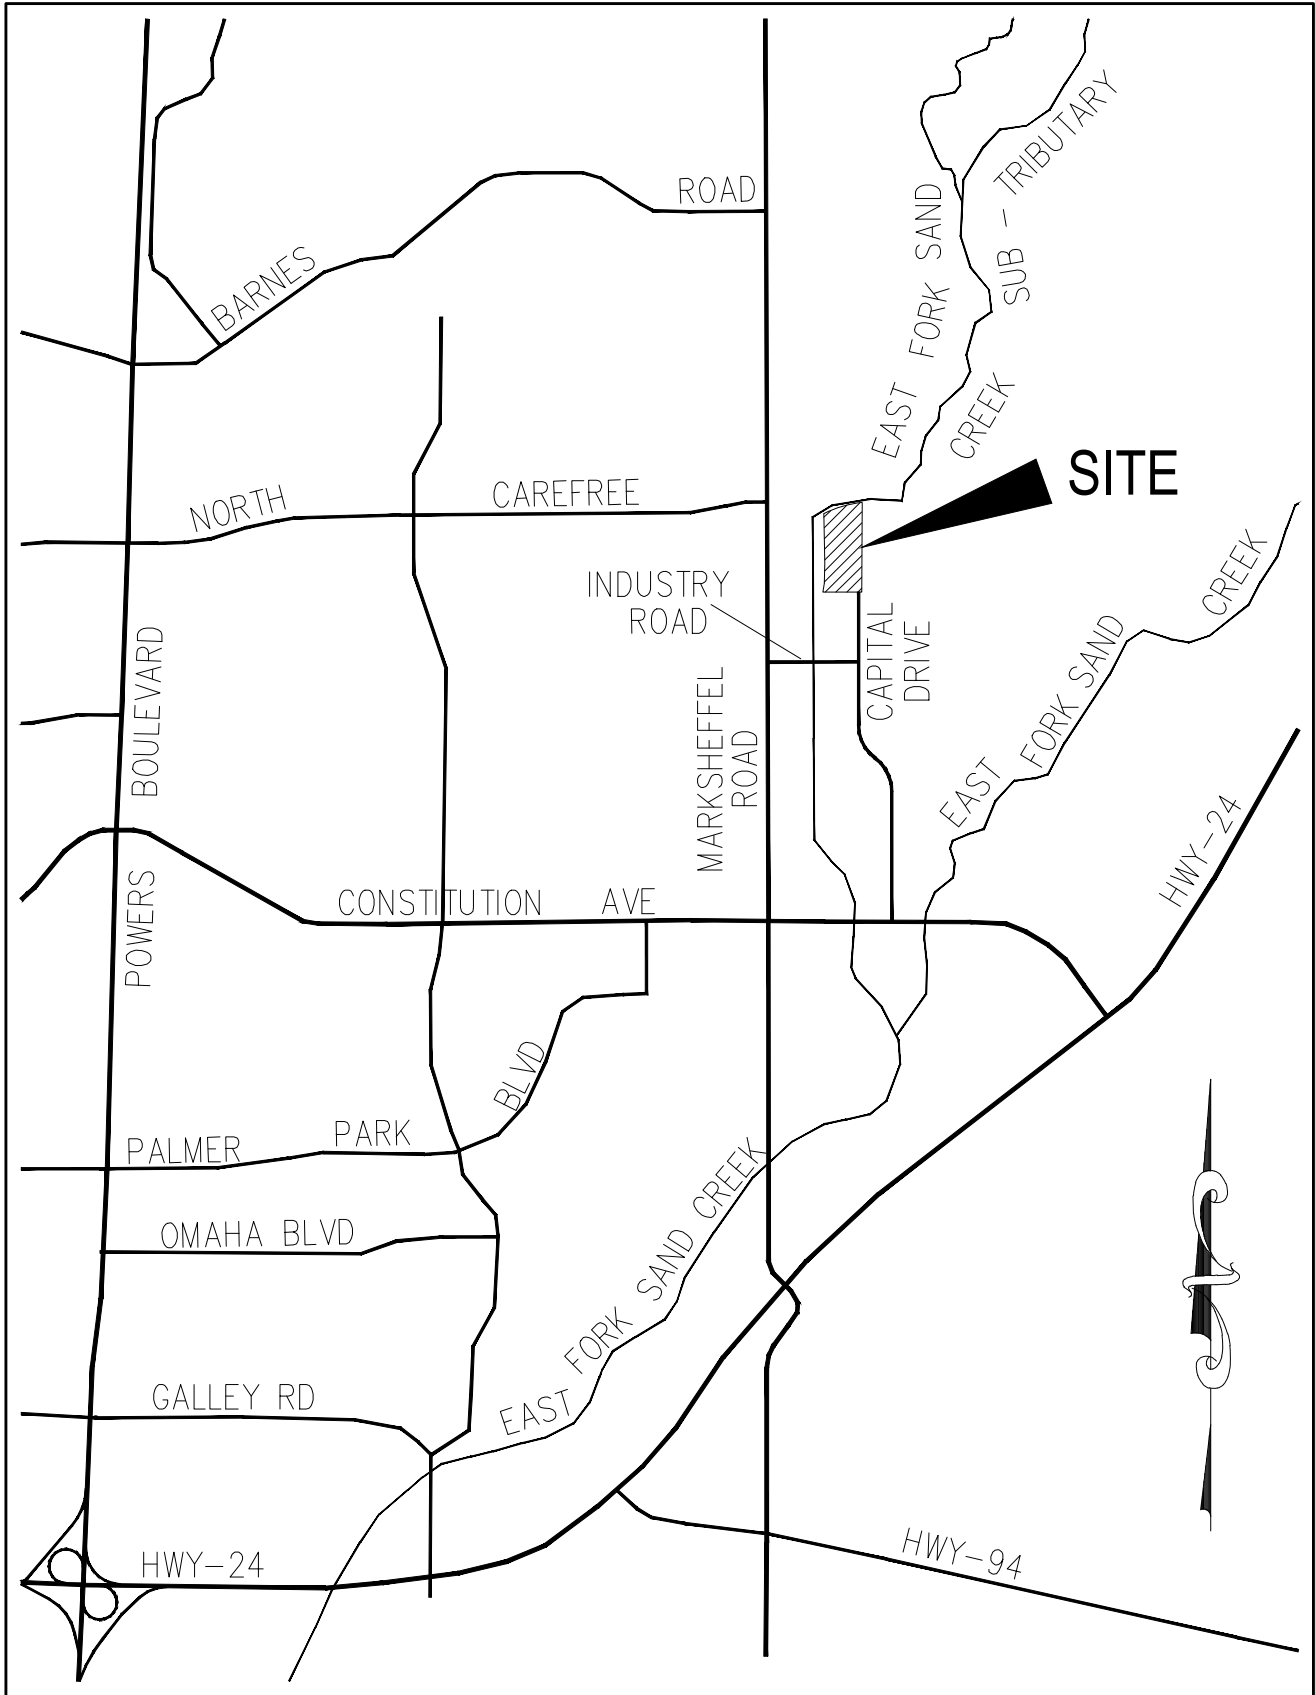 ROAD
BARNES
EAST FORK SAND
CREEK
SUB - TRIBUTARY
SITE
NORTH
CAREFREE
INDUSTRY
ROAD
CAPITAL
DRIVE
MARKSHEFFEL
ROAD
EAST FORK SAND CREEK
HWY-24
POWERS BOULEVARD
CONSTITUTION AVE
PALMER PARK BLVD
OMAHA BLVD
EAST FORK SAND CREEK
GALLEY RD
HWY-24
HWY-94